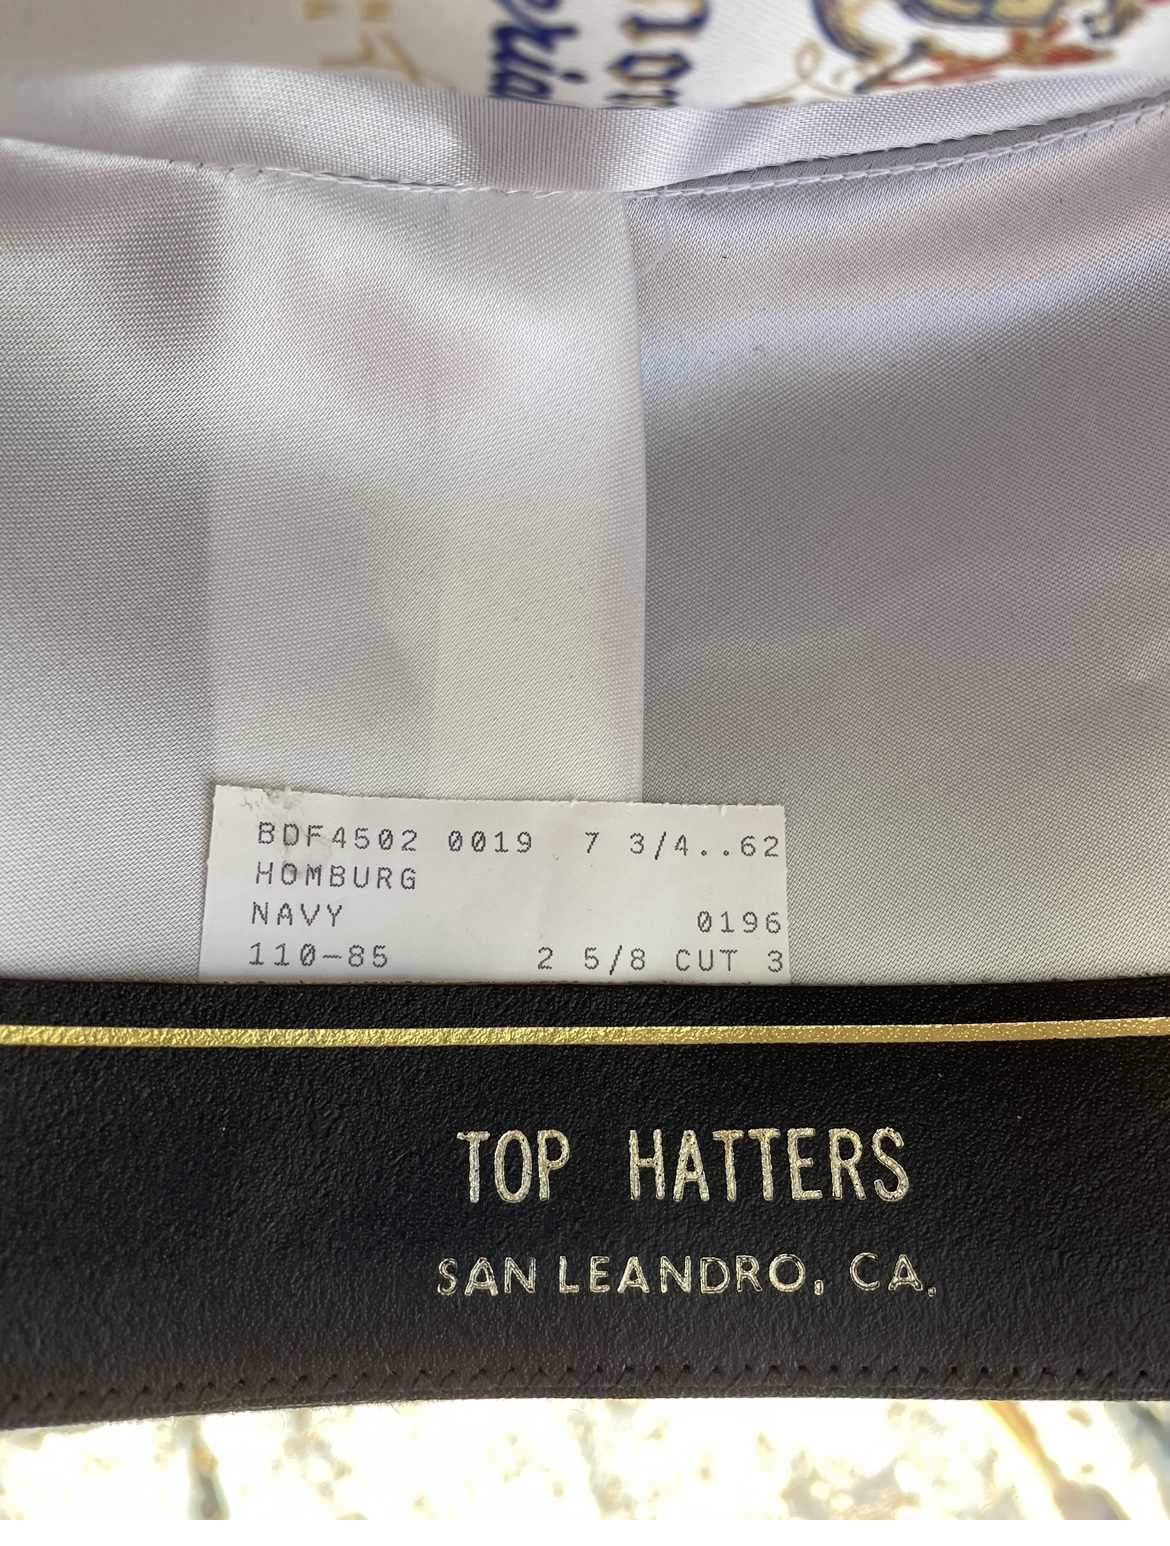 BDF4502 0019 7 3/4..62
HOMBURG
NAVY 0196
110-85 2 5/8 CUT 3
TOP HATTERS
SAN LEANDRO, CA.